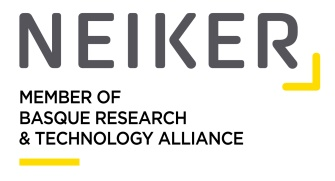 NEIKER
MEMBER OF
BASQUE RESEARCH
& TECHNOLOGY ALLIANCE